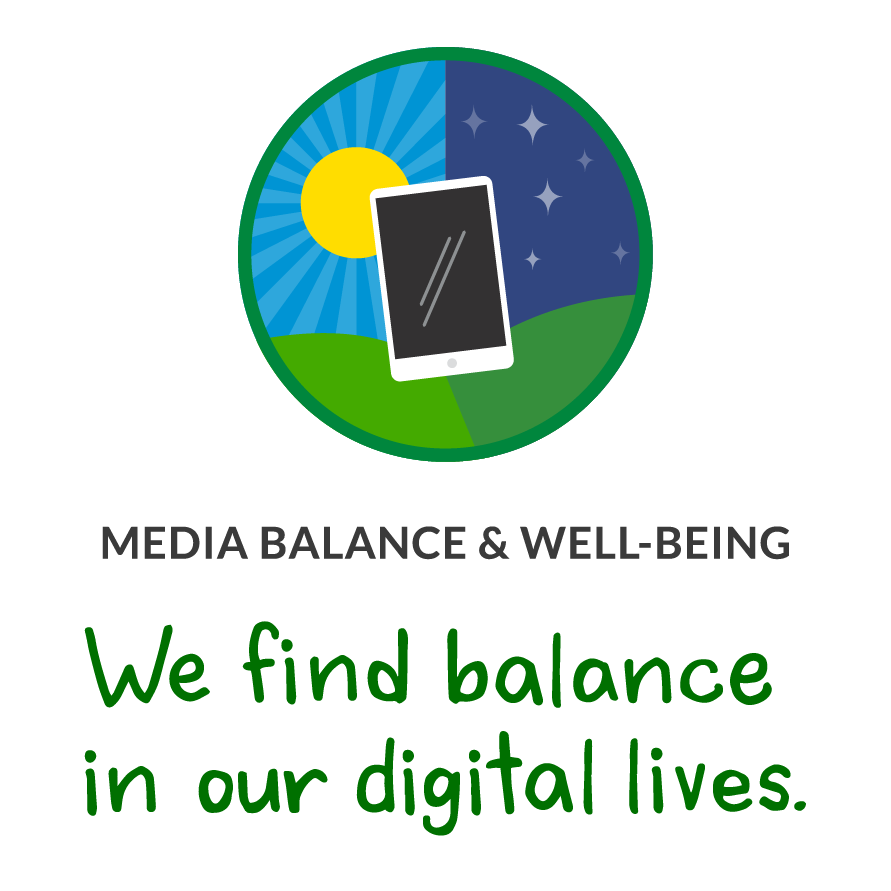 MEDIA BALANCE & WELL-BEING
We find balance
in our digital lives.